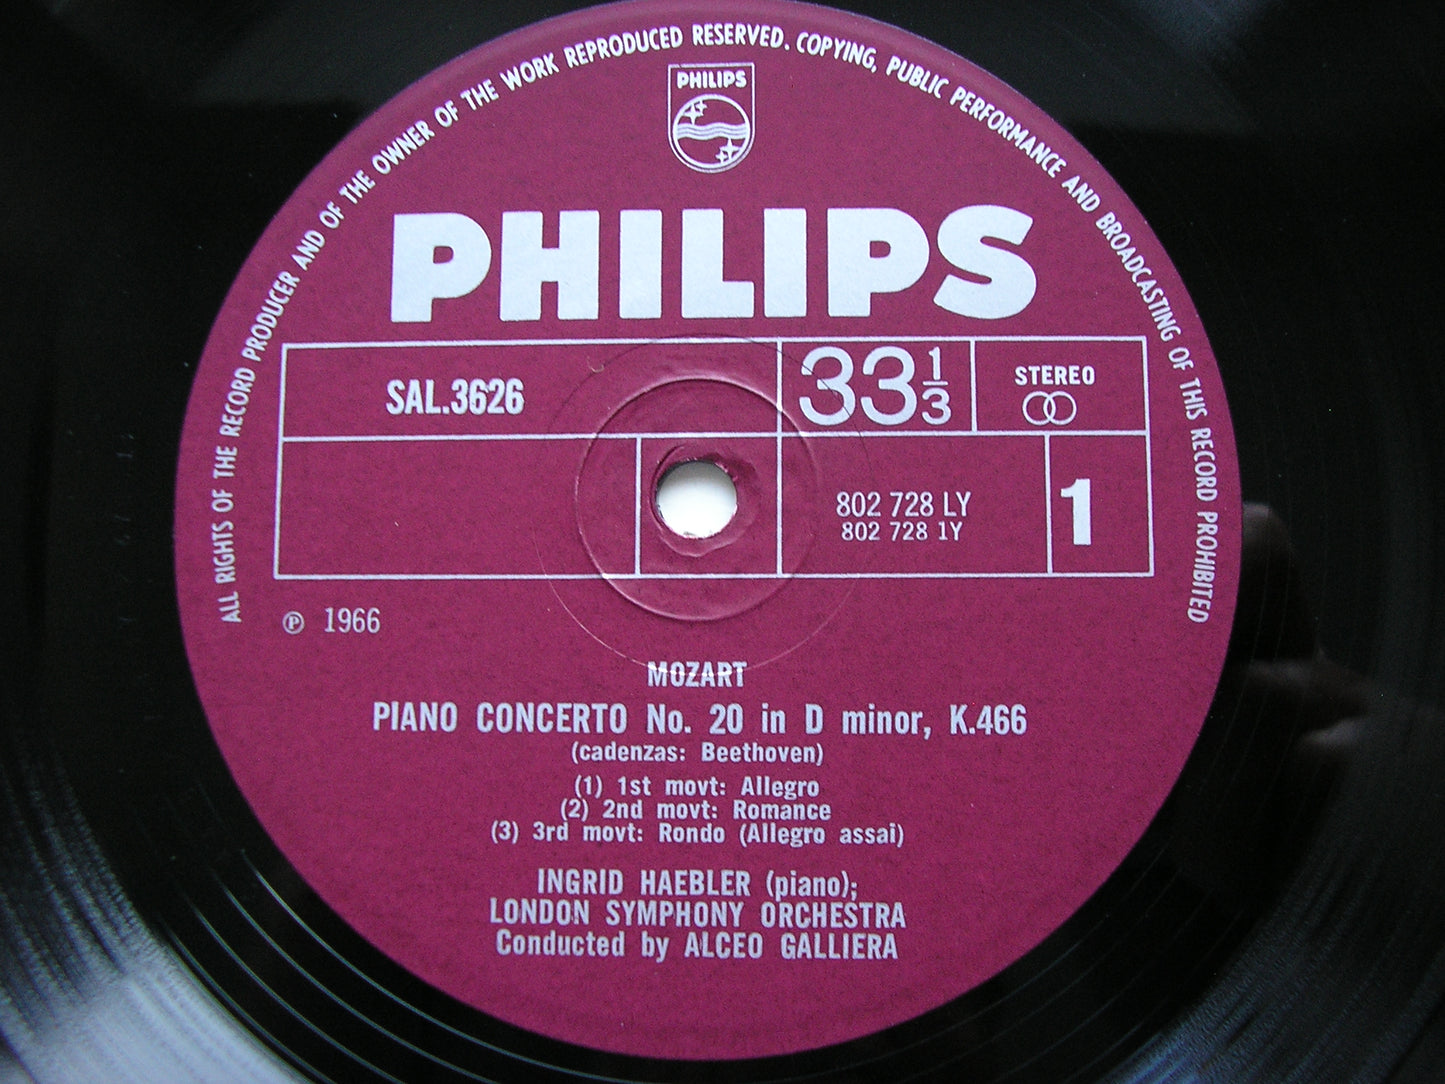 ALL RIGHTS OF THE RECORD PRODUCER AND OF THE OWNER OF THE WORK REPRODUCED RESERVED. COPYING, PUBLIC PERFORMANCE AND BROADCASTING OF THIS RECORD PROHIBITED
PHILIPS
PHILIPS
SAL.3626
33 1/3
STEREO
802 728 LY
802 728 1Y
1
℗ 1966
MOZART
PIANO CONCERTO No. 20 in D minor, K.466
(cadenzas: Beethoven)
(1) 1st movt: Allegro
(2) 2nd movt: Romance
(3) 3rd movt: Rondo (Allegro assai)
INGRID HAEBLER (piano);
LONDON SYMPHONY ORCHESTRA
Conducted by ALCEO GALLIERA